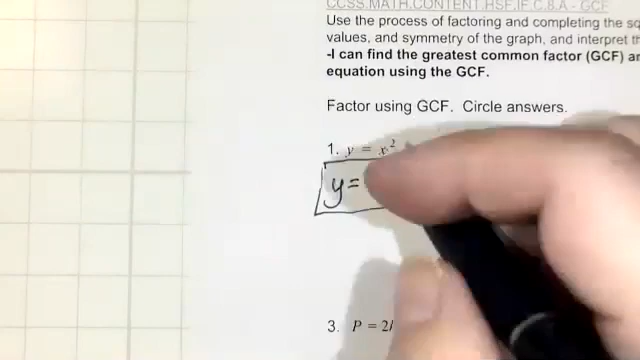 CCSS.MATH.CONTENT.HSF.IF.C.8.A - GCF
Use the process of factoring and completing the sq
values, and symmetry of the graph, and interpret th
-I can find the greatest common factor (GCF) an
equation using the GCF.
Factor using GCF. Circle answers.
1. y = x²
y=
3. P = 2l